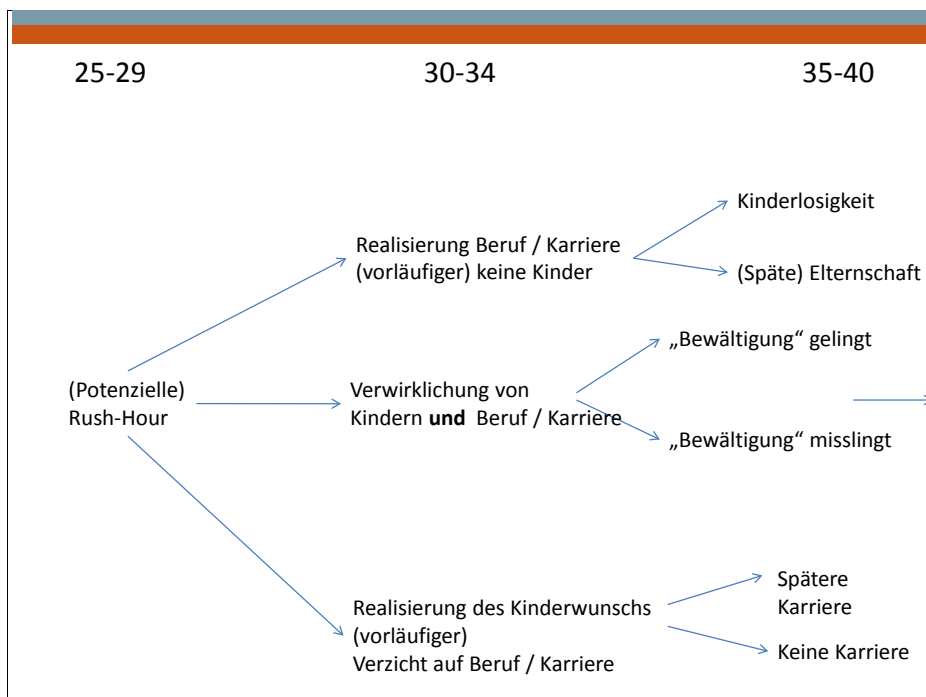 25-29
30-34
35-40
(Potenzielle)
Rush-Hour
Realisierung Beruf / Karriere
(vorläufiger) keine Kinder
Kinderlosigkeit
(Späte) Elternschaft
Verwirklichung von
Kindern und Beruf / Karriere
„Bewältigung“ gelingt
„Bewältigung“ misslingt
Realisierung des Kinderwunschs
(vorläufiger)
Verzicht auf Beruf / Karriere
Spätere
Karriere
Keine Karriere